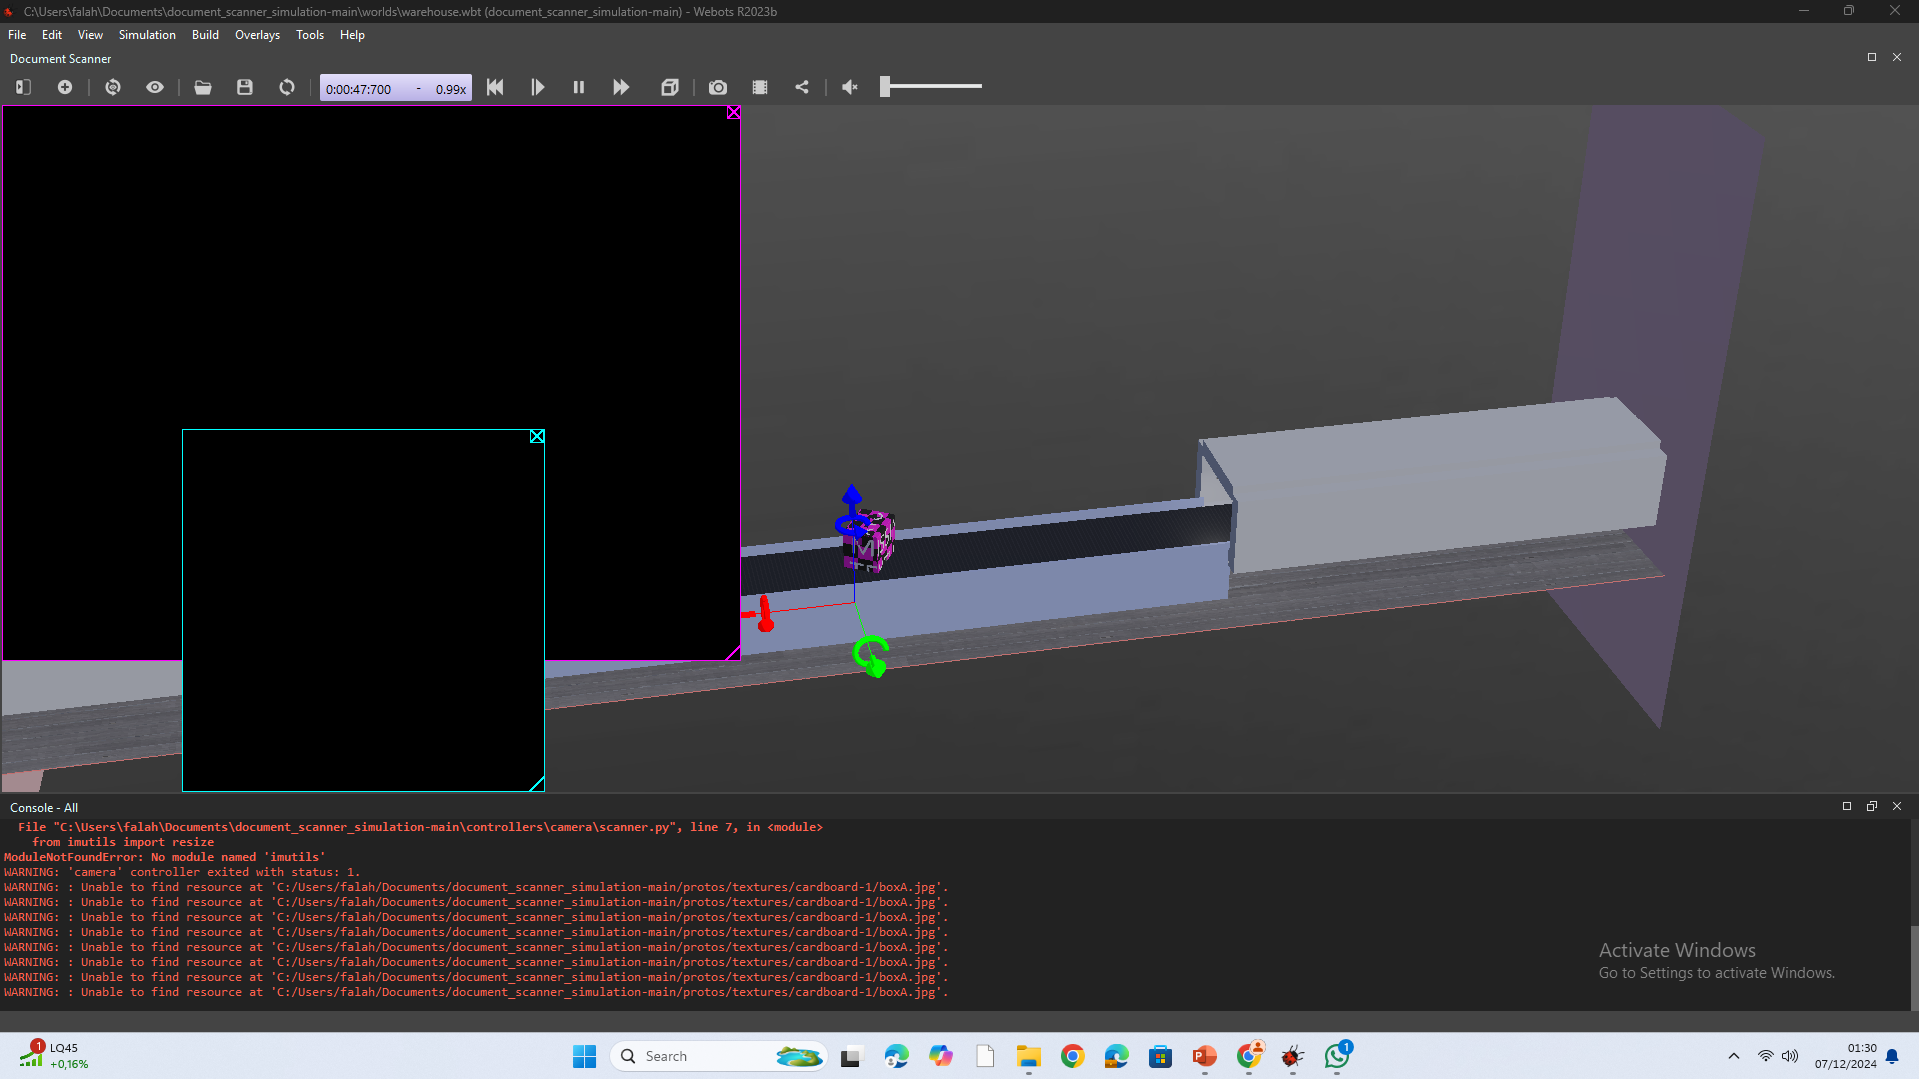 C:\Users\falah\Documents\document_scanner_simulation-main\worlds\warehouse.wbt (document_scanner_simulation-main) - Webots R2023b
File Edit View Simulation Build Overlays Tools Help
Document Scanner
0:00:47:700 - 0.99x
M
Console - All
File "C:\Users\falah\Documents\document_scanner_simulation-main\controllers\camera\scanner.py", line 7, in <module>
from imutils import resize
ModuleNotFoundError: No module named 'imutils'
WARNING: 'camera' controller exited with status: 1.
WARNING: : Unable to find resource at 'C:/Users/falah/Documents/document_scanner_simulation-main/protos/textures/cardboard-1/boxA.jpg'.
WARNING: : Unable to find resource at 'C:/Users/falah/Documents/document_scanner_simulation-main/protos/textures/cardboard-1/boxA.jpg'.
WARNING: : Unable to find resource at 'C:/Users/falah/Documents/document_scanner_simulation-main/protos/textures/cardboard-1/boxA.jpg'.
WARNING: : Unable to find resource at 'C:/Users/falah/Documents/document_scanner_simulation-main/protos/textures/cardboard-1/boxA.jpg'.
WARNING: : Unable to find resource at 'C:/Users/falah/Documents/document_scanner_simulation-main/protos/textures/cardboard-1/boxA.jpg'.
WARNING: : Unable to find resource at 'C:/Users/falah/Documents/document_scanner_simulation-main/protos/textures/cardboard-1/boxA.jpg'.
WARNING: : Unable to find resource at 'C:/Users/falah/Documents/document_scanner_simulation-main/protos/textures/cardboard-1/boxA.jpg'.
WARNING: : Unable to find resource at 'C:/Users/falah/Documents/document_scanner_simulation-main/protos/textures/cardboard-1/boxA.jpg'.
Activate Windows
Go to Settings to activate Windows.
1
LQ45
+0,16%
Search
1
01:30
07/12/2024